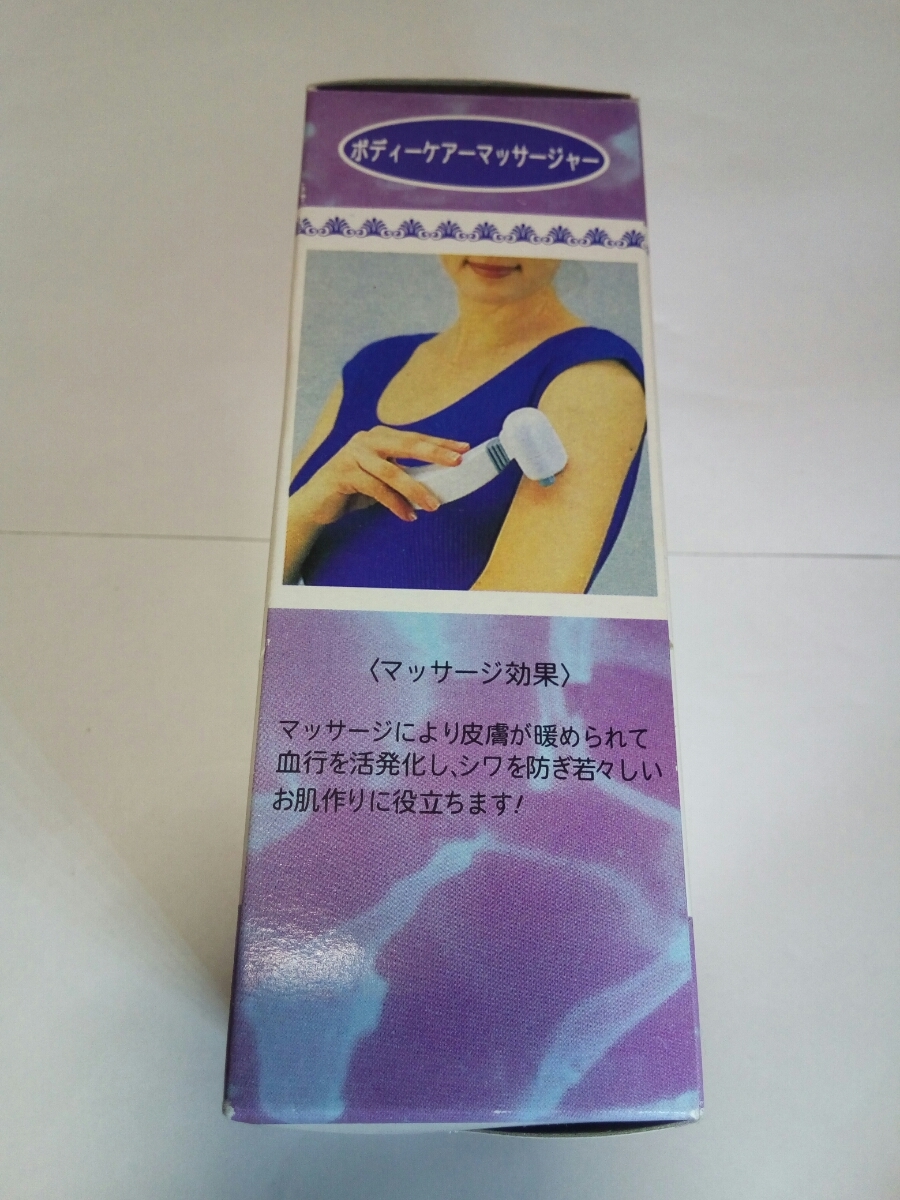 ボディーケアーマッサージャー
〈マッサージ効果〉
マッサージにより皮膚が暖められて
血行を活発化し、シワを防ぎ若々しい
お肌作りに役立ちます!